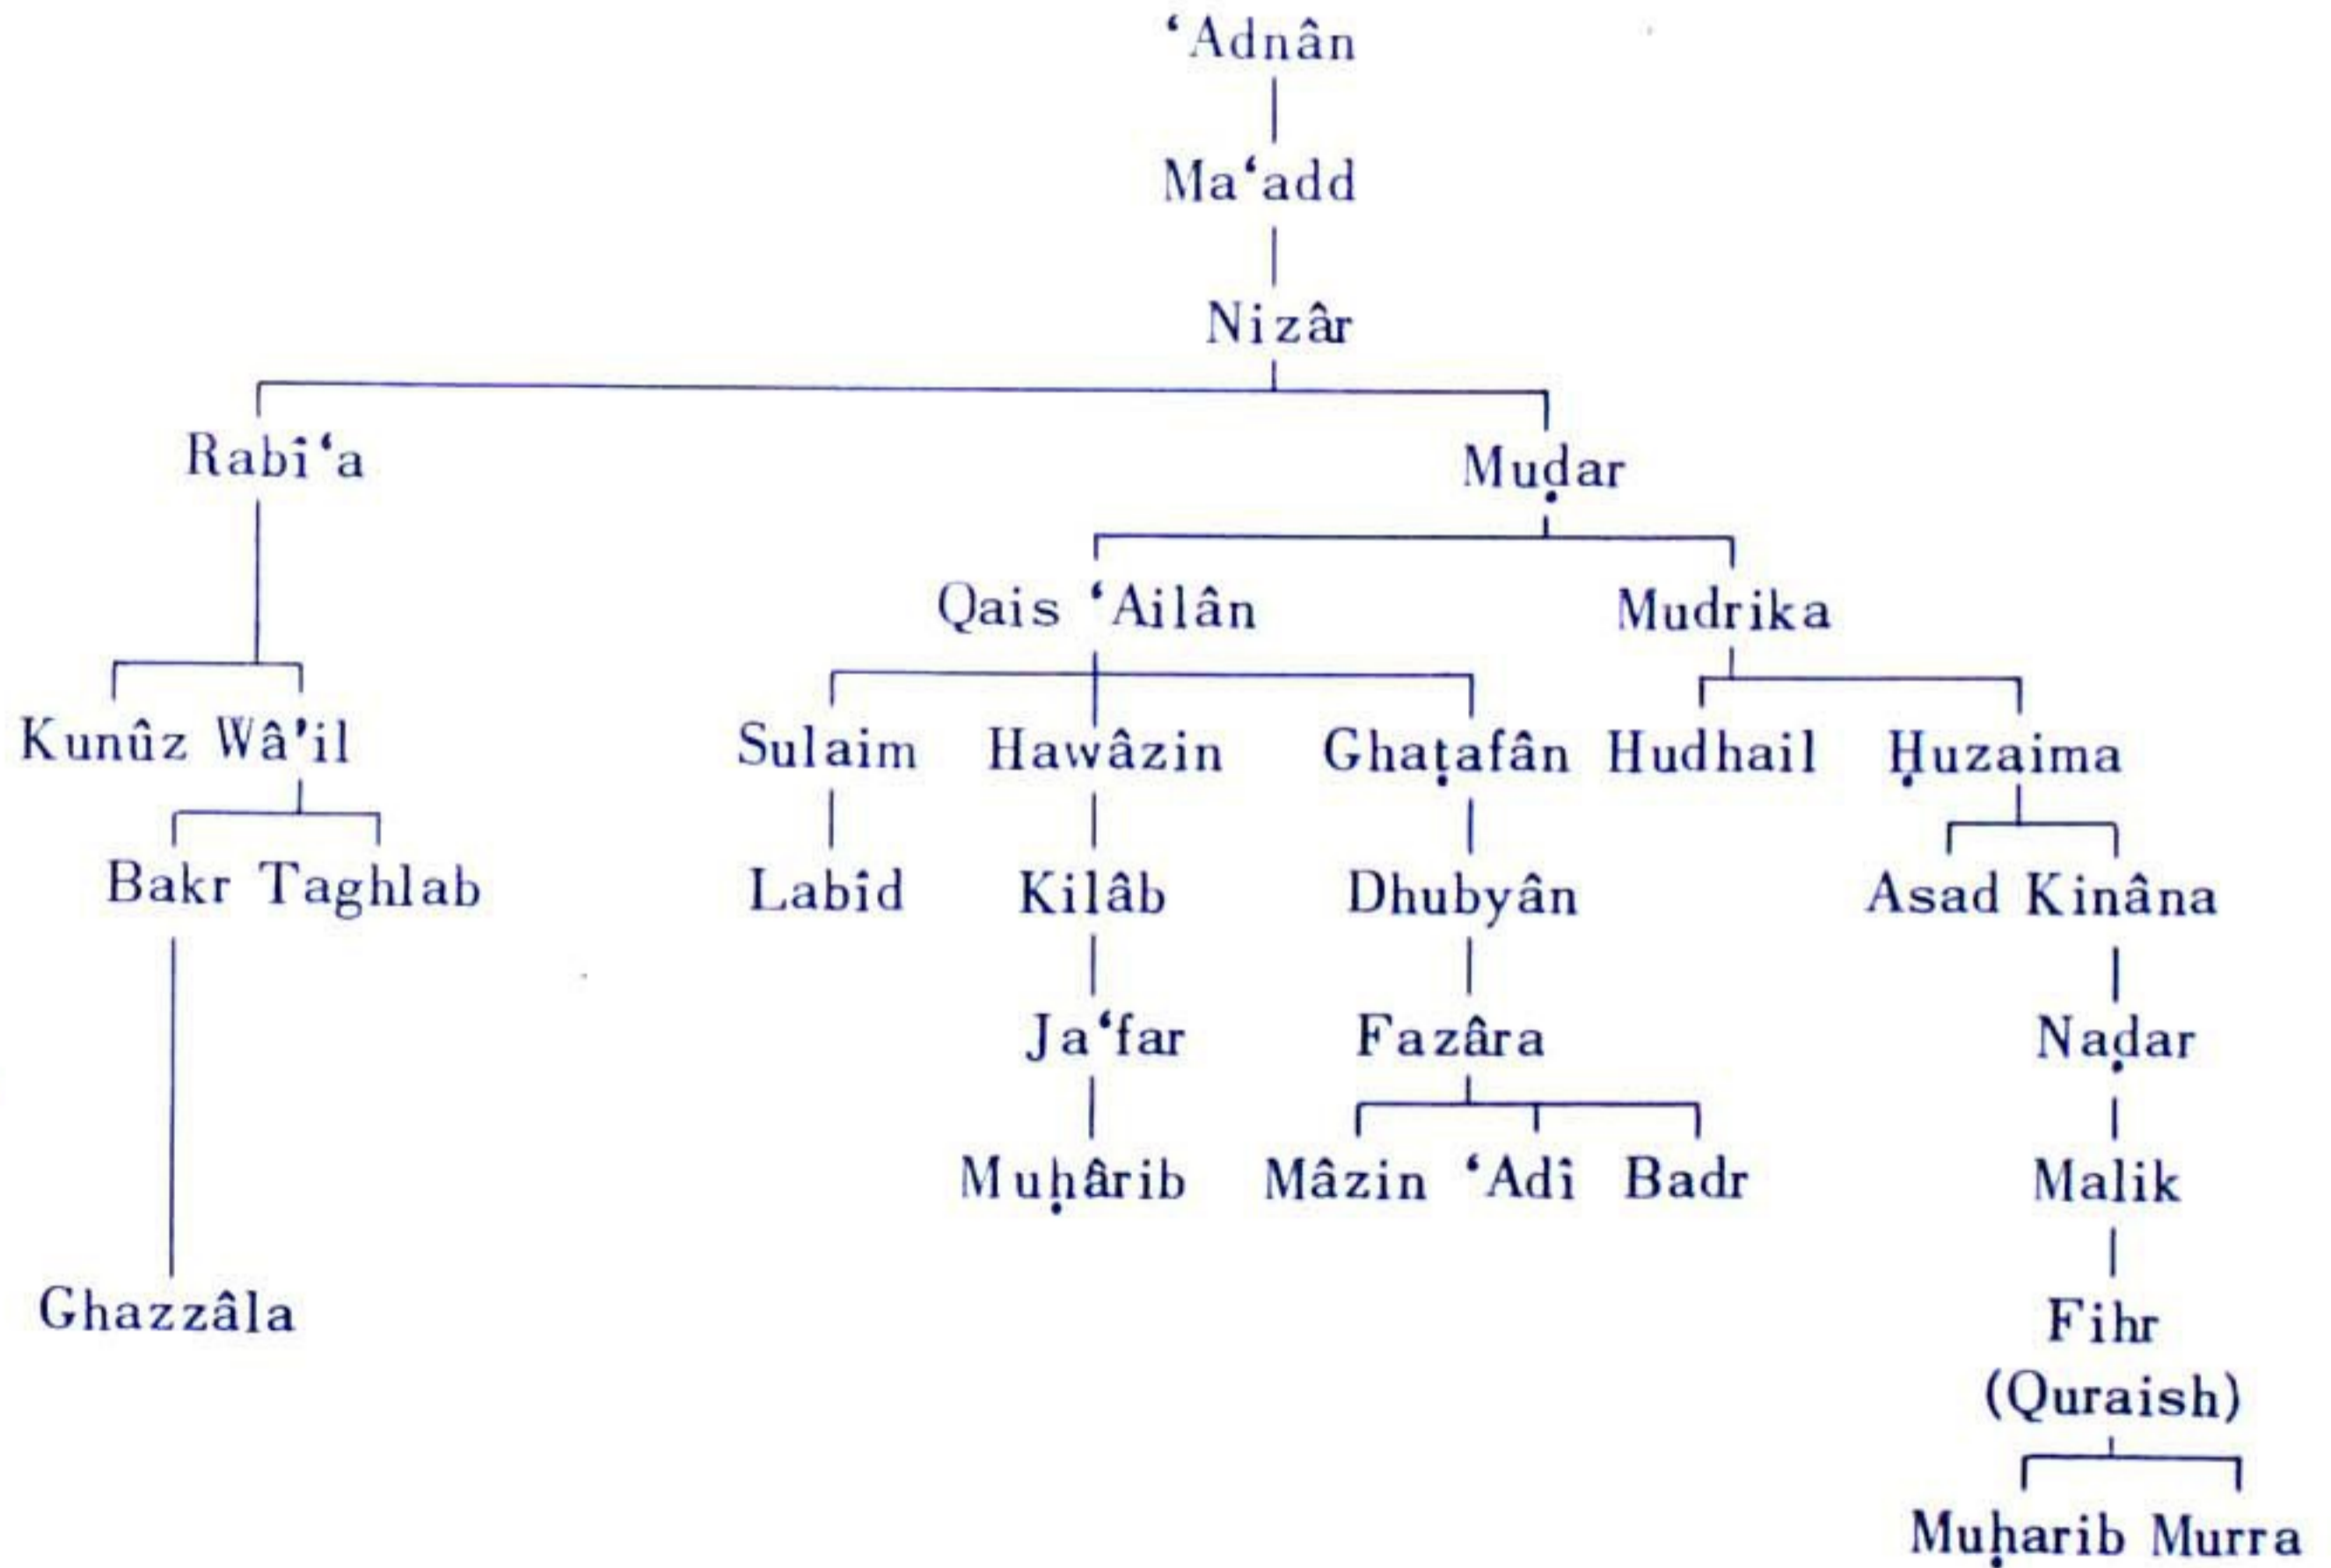 ‘Adnân
Ma‘add
Nizâr
Rabî‘a Muḍar
Qais ‘Ailân Mudrika
Kunûz Wâ’il Sulaim Hawâzin Ghaṭafân Hudhail Ḥuzaima
Bakr Taghlab Labîd Kilâb Dhubyân Asad Kinâna
Ja‘far Fazâra Naḍar
Muḥârib Mâzin ‘Adî Badr Malik
Ghazzâla Fihr
(Quraish)
Muḥarib Murra